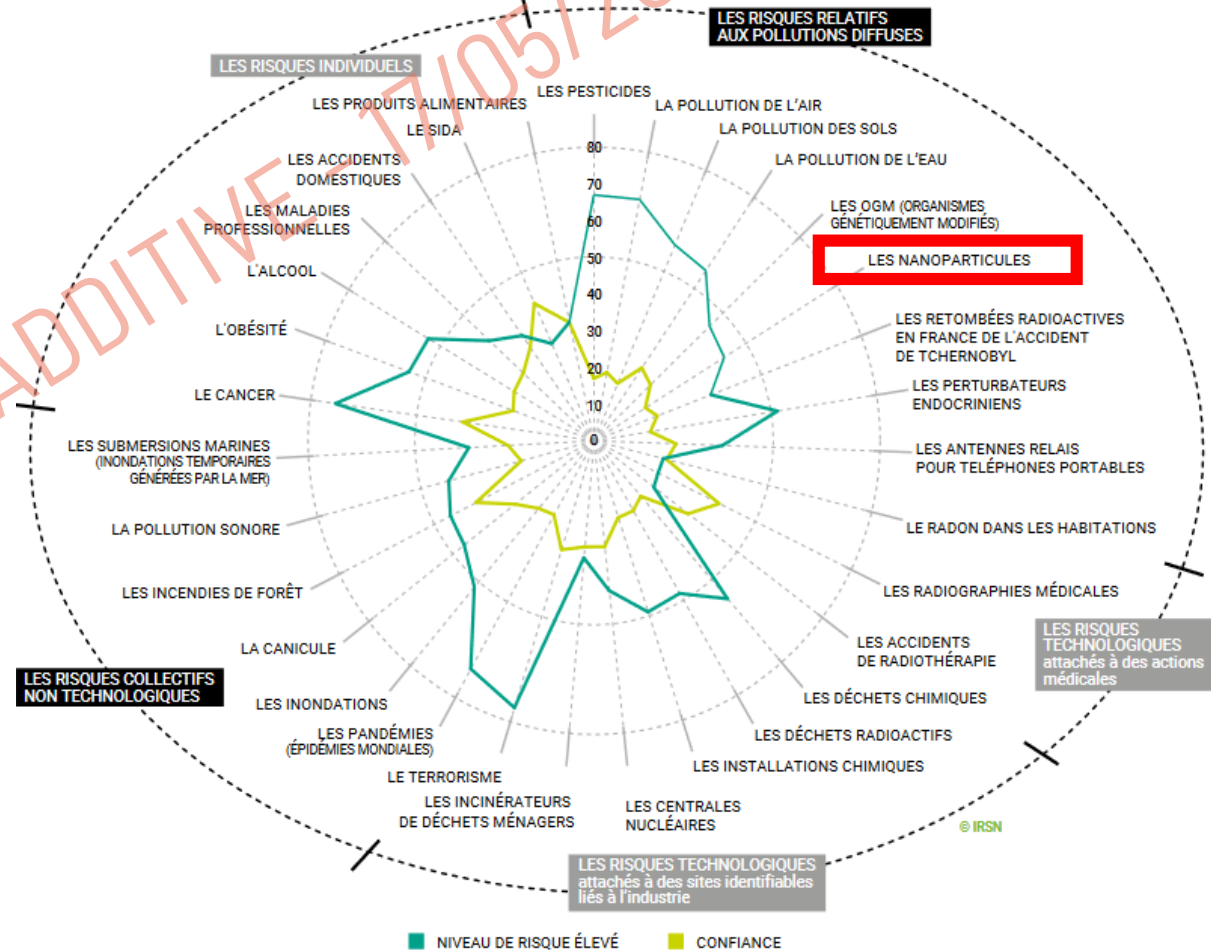 LES RISQUES RELATIFS
AUX POLLUTIONS DIFFUSES
LES RISQUES INDIVIDUELS
LES PESTICIDES
LES PRODUITS ALIMENTAIRES
LA POLLUTION DE L'AIR
LE SIDA
LA POLLUTION DES SOLS
LES ACCIDENTS
DOMESTIQUES
LA POLLUTION DE L'EAU
LES MALADIES
PROFESSIONNELLES
LES OGM (ORGANISMES
GÉNÉTIQUEMENT MODIFIÉS)
L'ALCOOL
LES NANOPARTICULES
L'OBÉSITÉ
LES RETOMBÉES RADIOACTIVES
EN FRANCE DE L'ACCIDENT
DE TCHERNOBYL
LE CANCER
LES PERTURBATEURS
ENDOCRINIENS
LES SUBMERSIONS MARINES
(INONDATIONS TEMPORAIRES
GÉNÉRÉES PAR LA MER)
LES ANTENNES RELAIS
POUR TELÉPHONES PORTABLES
LA POLLUTION SONORE
LE RADON DANS LES HABITATIONS
LES INCENDIES DE FORÊT
LES RADIOGRAPHIES MÉDICALES
LA CANICULE
LES ACCIDENTS
DE RADIOTHÉRAPIE
LES RISQUES
TECHNOLOGIQUES
attachés à des actions
médicales
LES RISQUES COLLECTIFS
NON TECHNOLOGIQUES
LES INONDATIONS
LES DÉCHETS CHIMIQUES
LES PANDÉMIES
(ÉPIDÉMIES MONDIALES)
LES DÉCHETS RADIOACTIFS
LE TERRORISME
LES INSTALLATIONS CHIMIQUES
LES INCINÉRATEURS
DE DÉCHETS MÉNAGERS
LES CENTRALES
NUCLÉAIRES
© IRSN
LES RISQUES TECHNOLOGIQUES
attachés à des sites identifiables
liés à l'industrie
80
70
60
50
40
30
20
10
0
NIVEAU DE RISQUE ÉLEVÉ
CONFIANCE
ADDITIVE - 17/05/